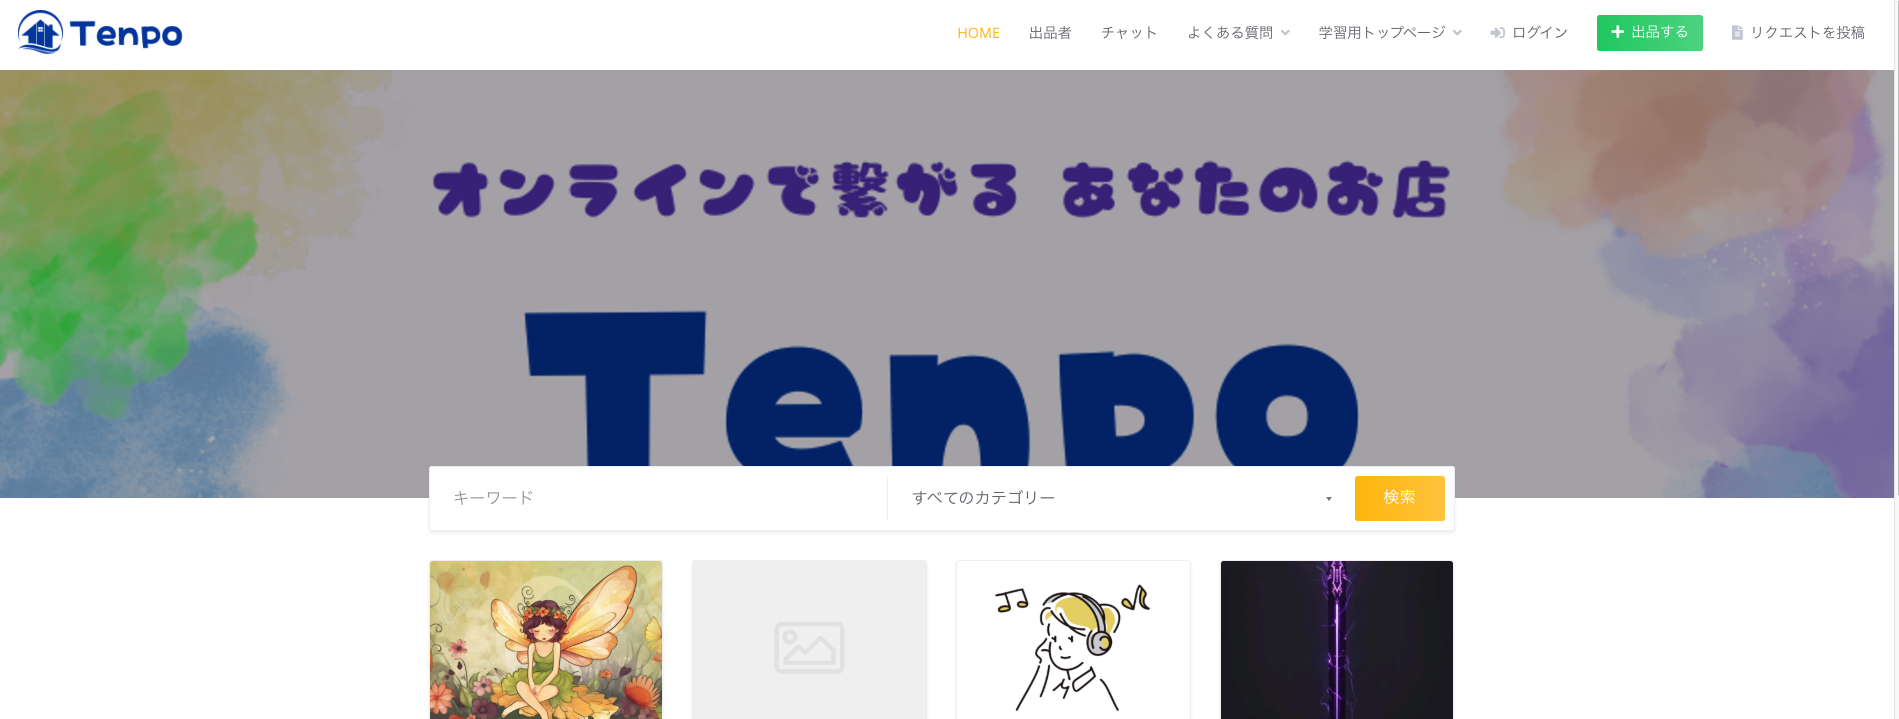 Tenpo
HOME 出品者 チャット よくある質問 学習用トップページ ログイン 出品する リクエストを投稿
オンラインで繋がる あなたのお店
Tenpo
キーワード すべてのカテゴリー 検索